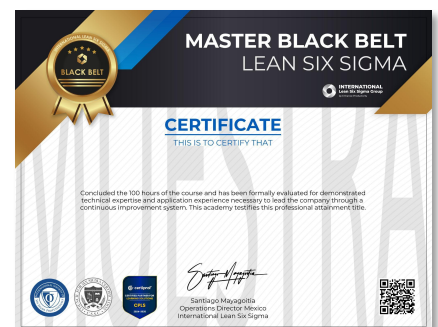 MASTER BLACK BELT
LEAN SIX SIGMA
BLACK BELT
INTERNATIONAL
Lean Six Sigma Group
CERTIFICATE
THIS IS TO CERTIFY THAT
Concluded the 100 hours of the course and has been formally evaluated for demonstrated
technical expertise and application experience necessary to lead the company through a
continuous improvement system. This academy testifies this professional attainment title.
certiprof
CPLS
Santiago Mayagoitia
Operations Director Mexico
International Lean Six Sigma